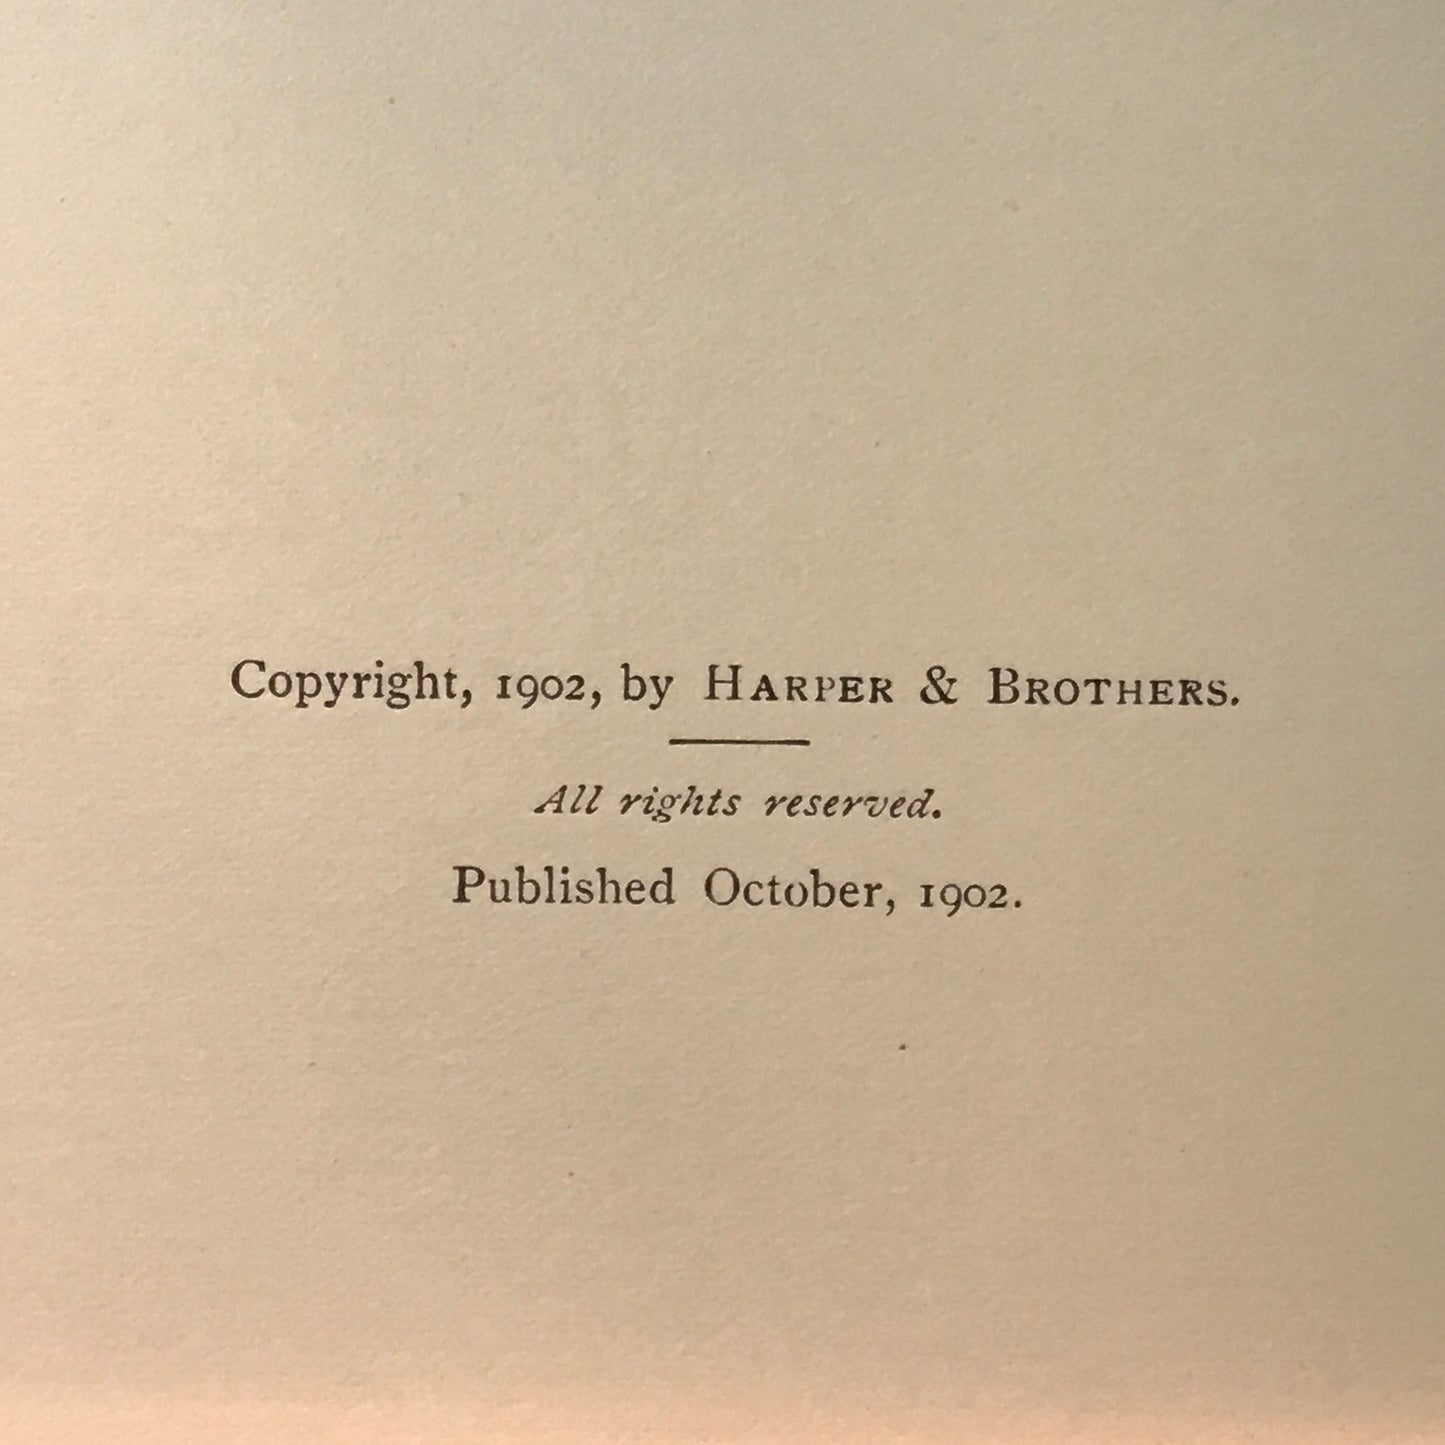 Copyright, 1902, by HARPER & BROTHERS.
All rights reserved.
Published October, 1902.